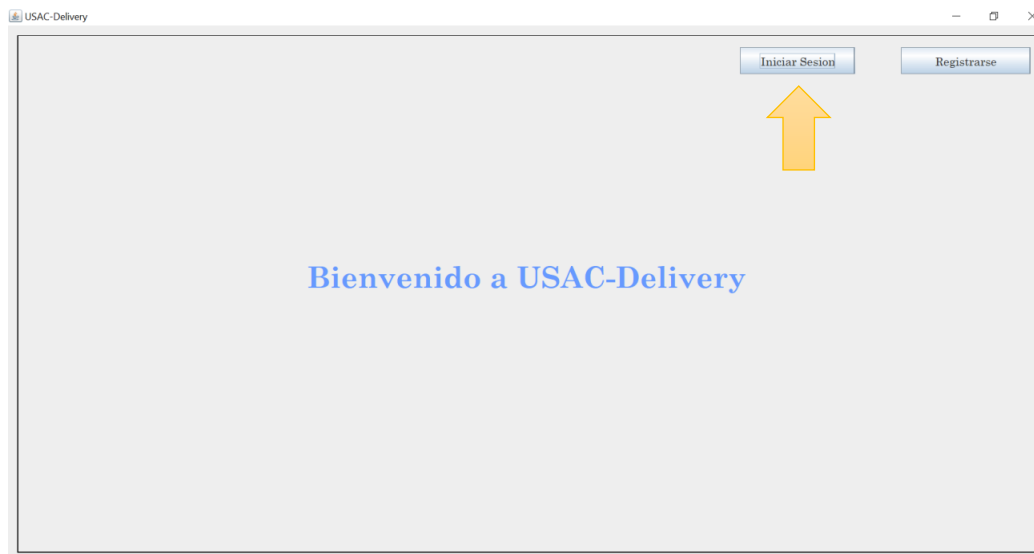 USAC-Delivery
Iniciar Sesion
Registrarse
Bienvenido a USAC-Delivery